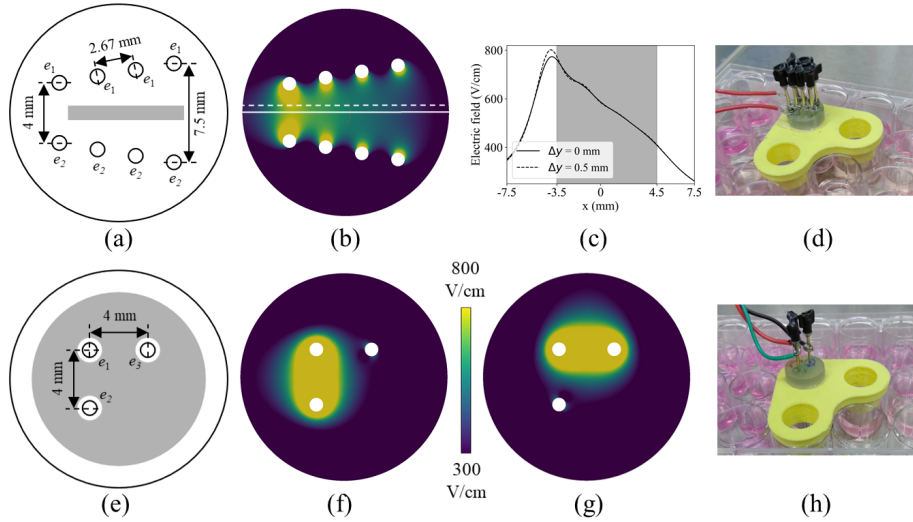 2.67 mm
e₁
e₁
e₁
e₁
4 mm
7.5 mm
e₂
e₂
e₂
e₂
(a)
(b)
Electric field (V/cm)
800
600
400
Δy = 0 mm
Δy = 0.5 mm
-7.5
-3.5
0
4.5
7.5
x (mm)
(c)
(d)
4 mm
4 mm
e₁
e₃
e₂
(e)
(f)
800
V/cm
300
V/cm
(g)
(h)